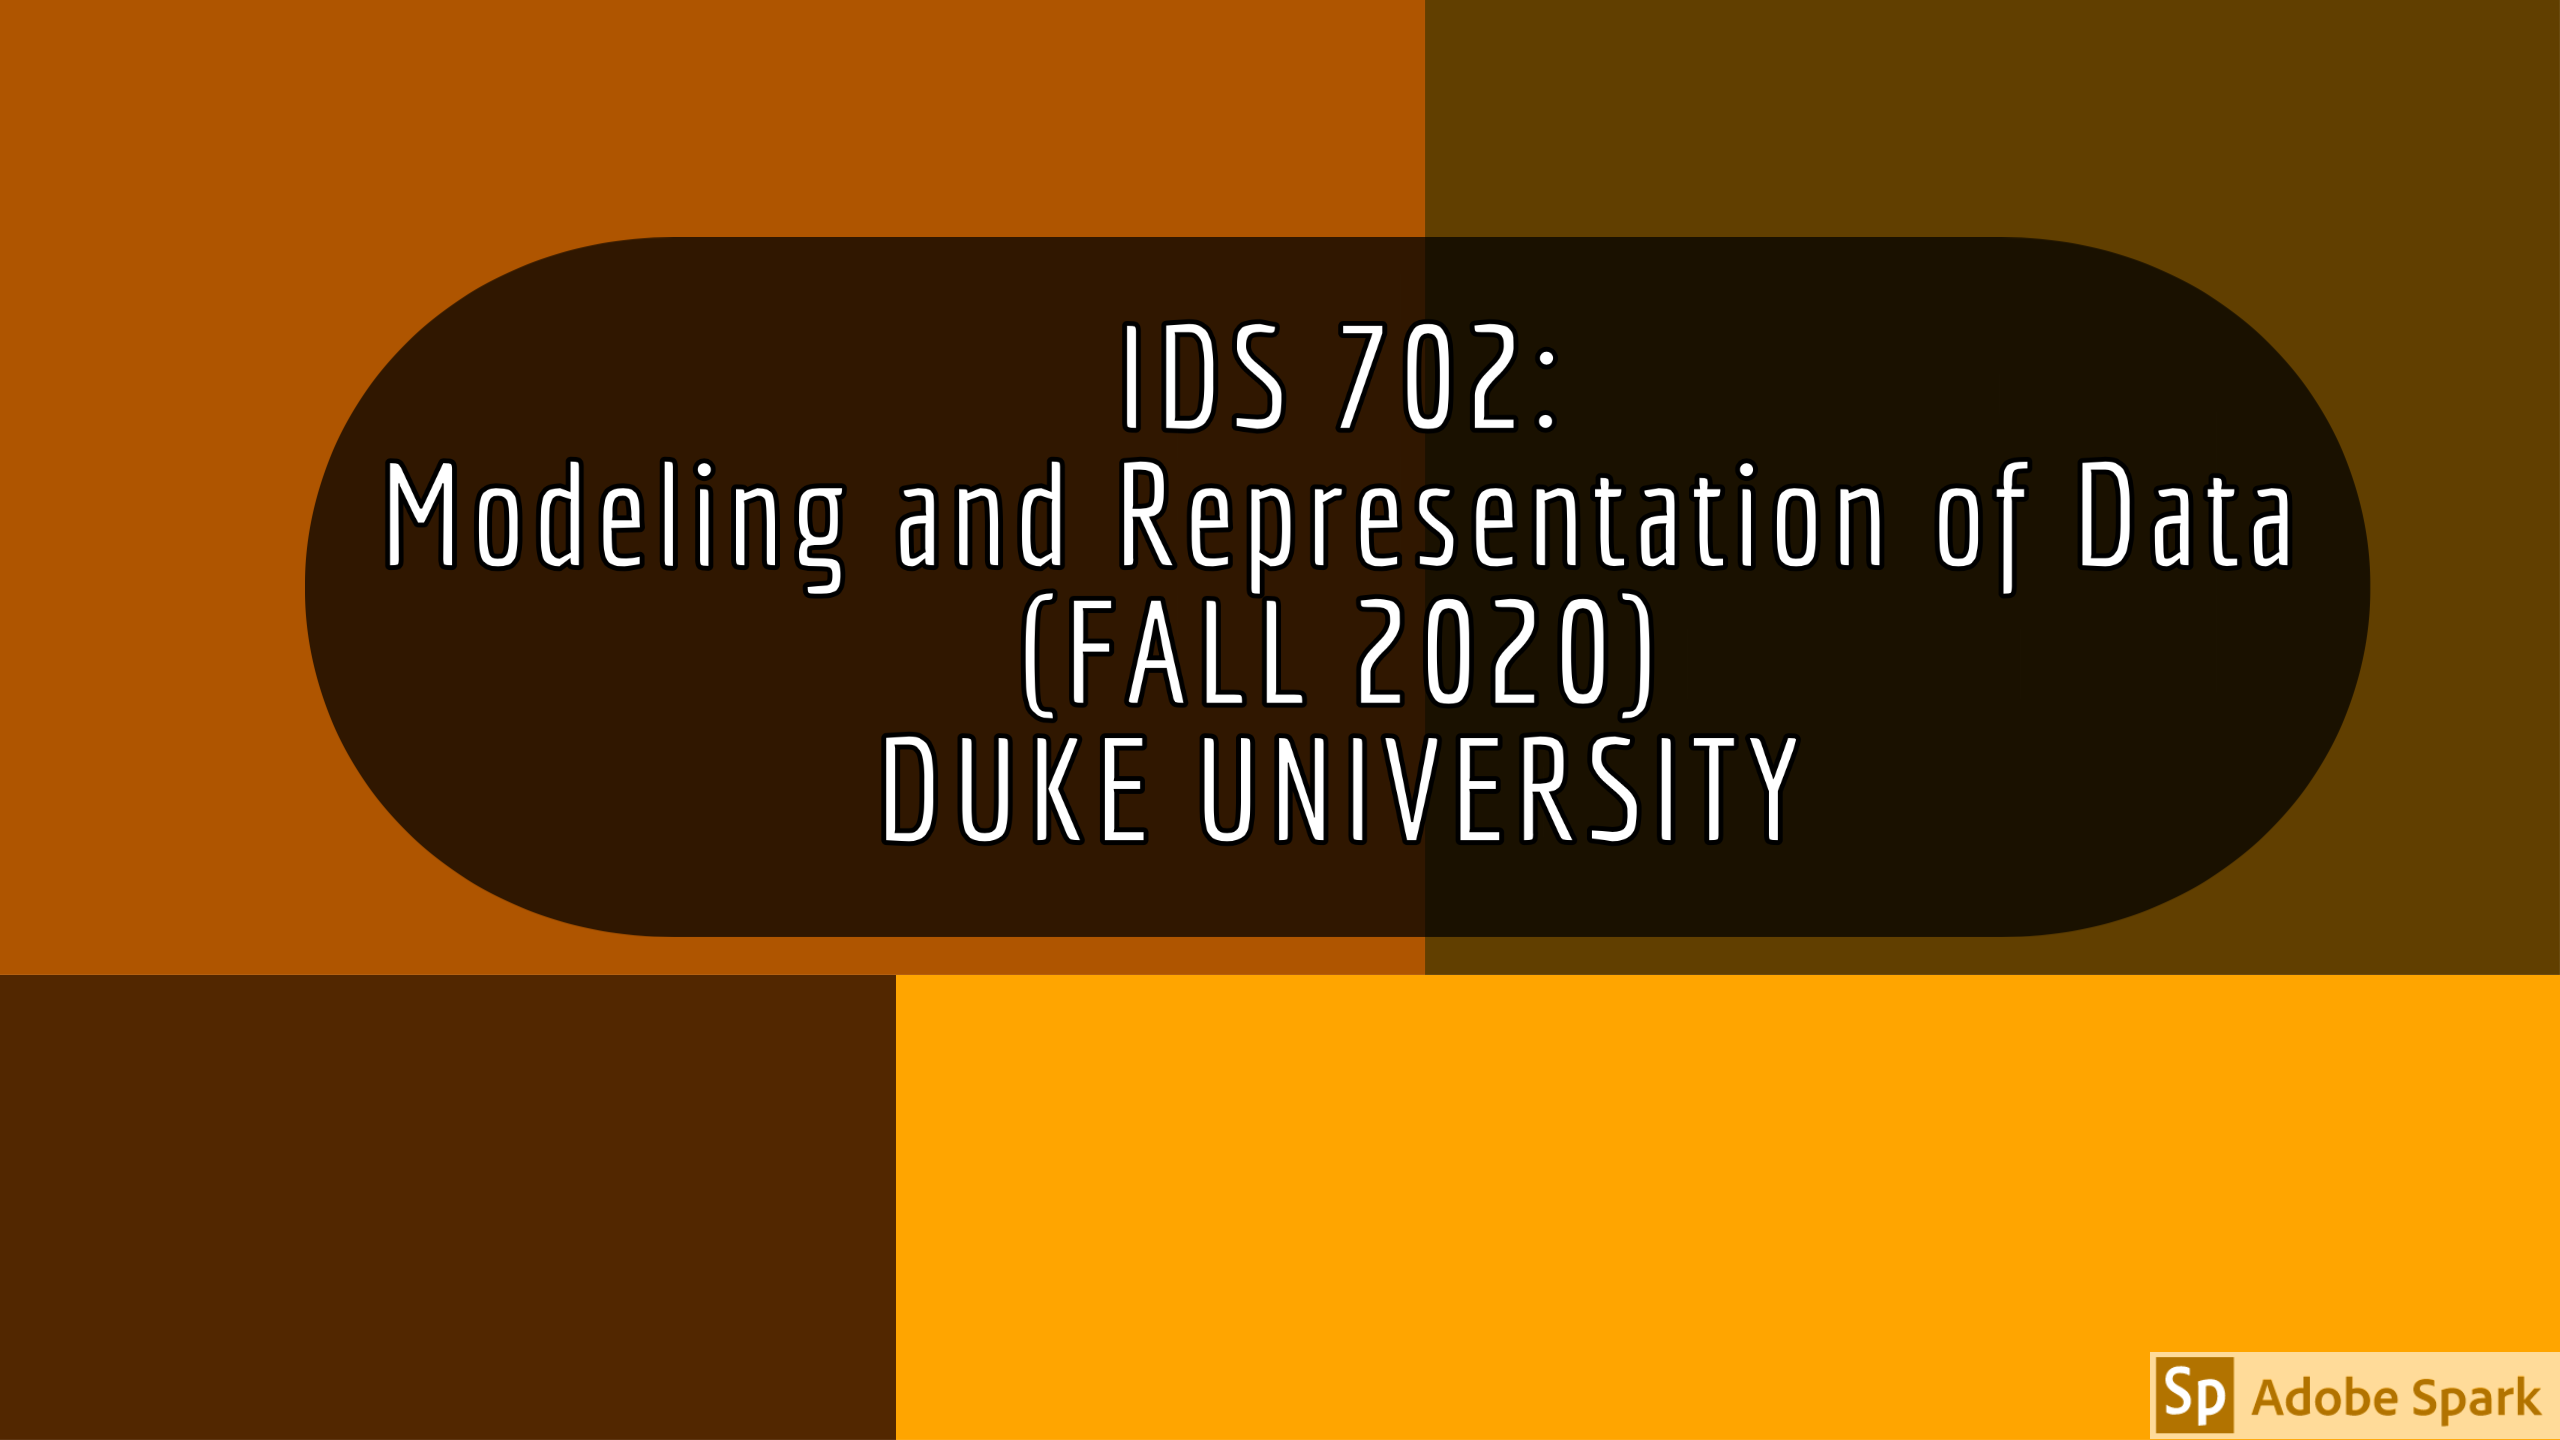 IDS 702:
Modeling and Representation of Data
(FALL 2020)
DUKE UNIVERSITY
Sp Adobe Spark